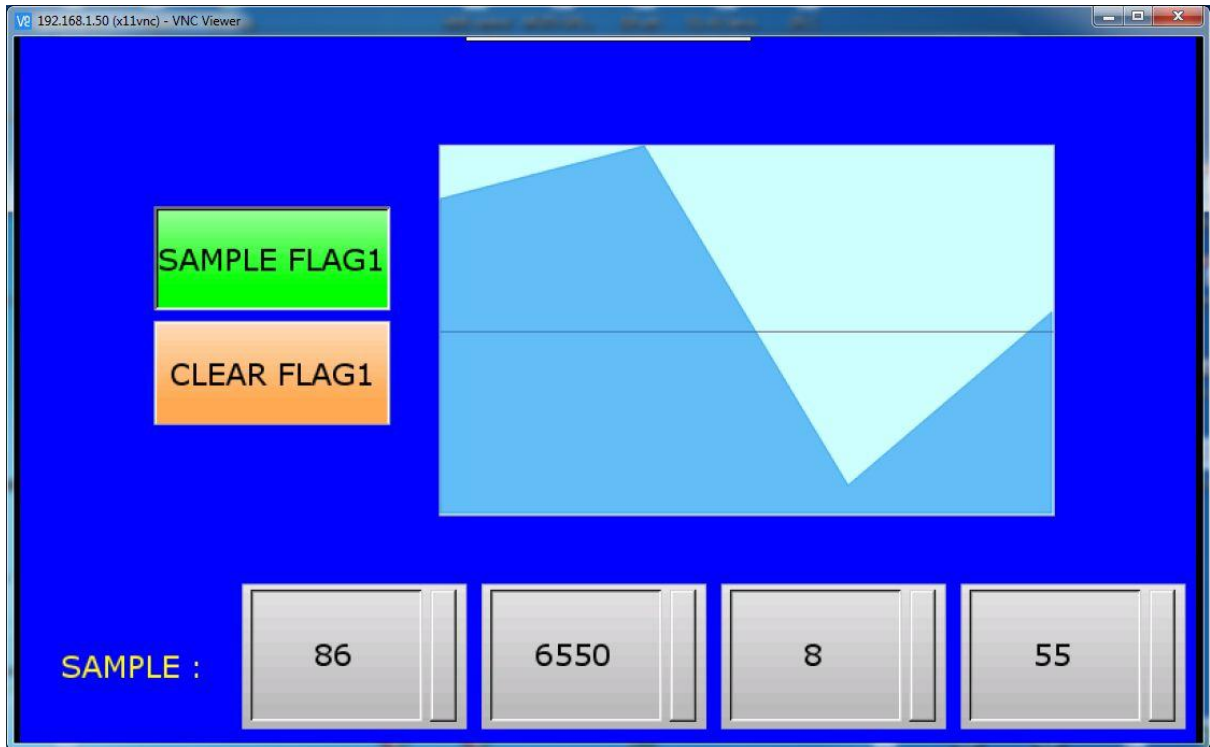 192.168.1.50 (x11vnc) - VNC Viewer
SAMPLE FLAG1
CLEAR FLAG1
SAMPLE : 86 6550 8 55